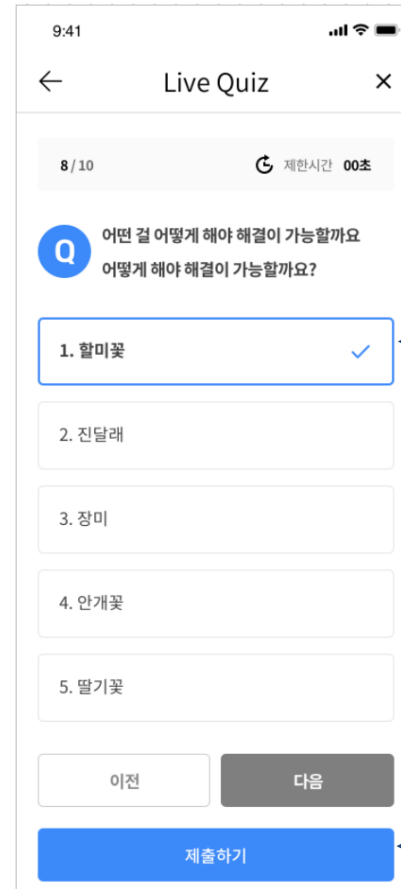 9:41
Live Quiz
8 / 10 제한시간 00초
Q
어떤 걸 어떻게 해야 해결이 가능할까요
어떻게 해야 해결이 가능할까요?
1. 할미꽃
2. 진달래
3. 장미
4. 안개꽃
5. 딸기꽃
이전 다음
제출하기